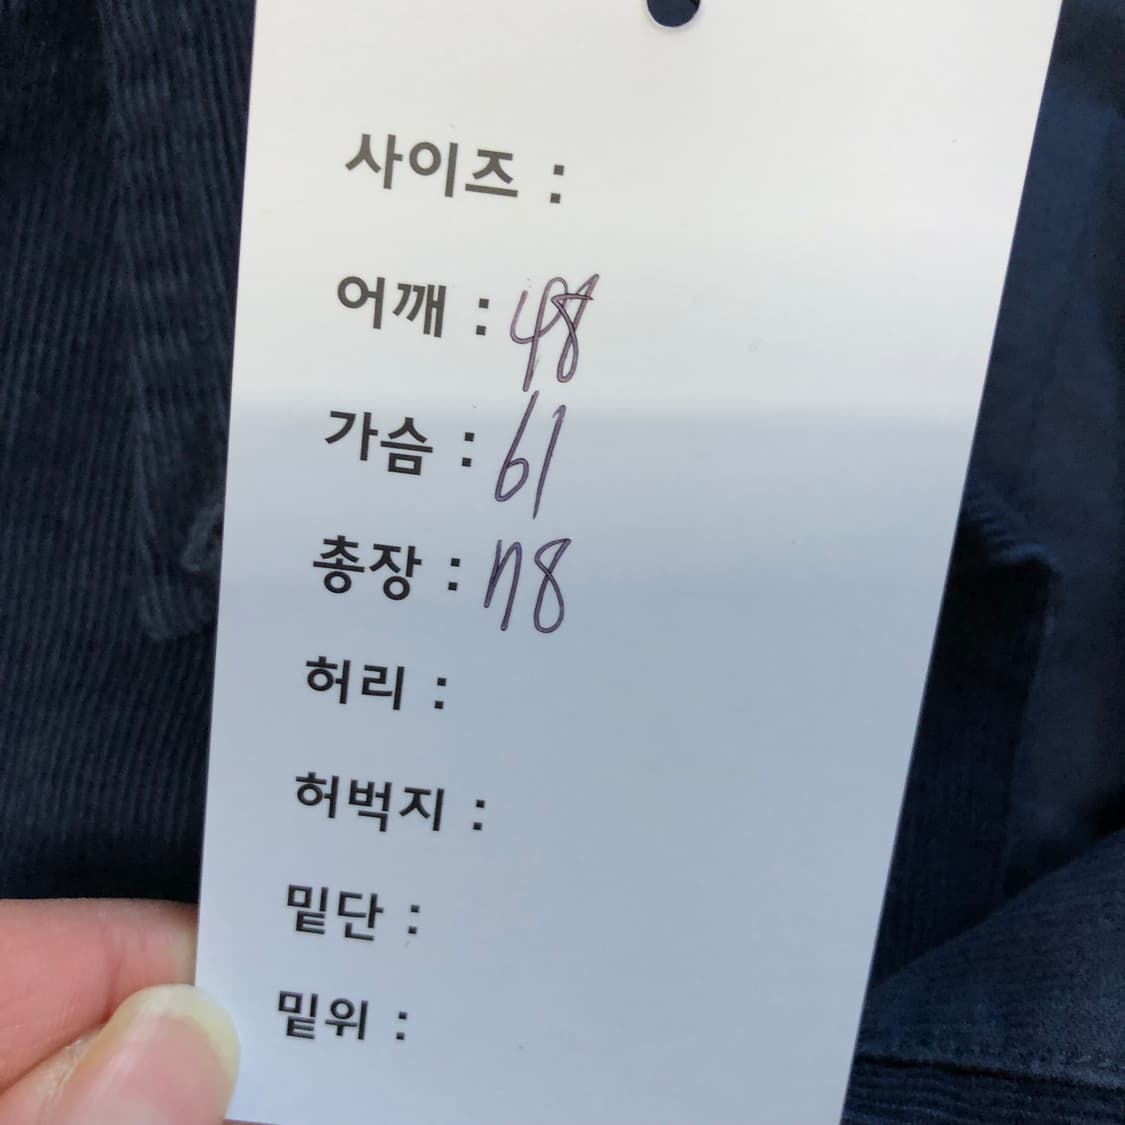 사이즈 :
어깨 : 48
가슴 : 61
총장 : 78
허리 :
허벅지 :
밑단 :
밑위 :